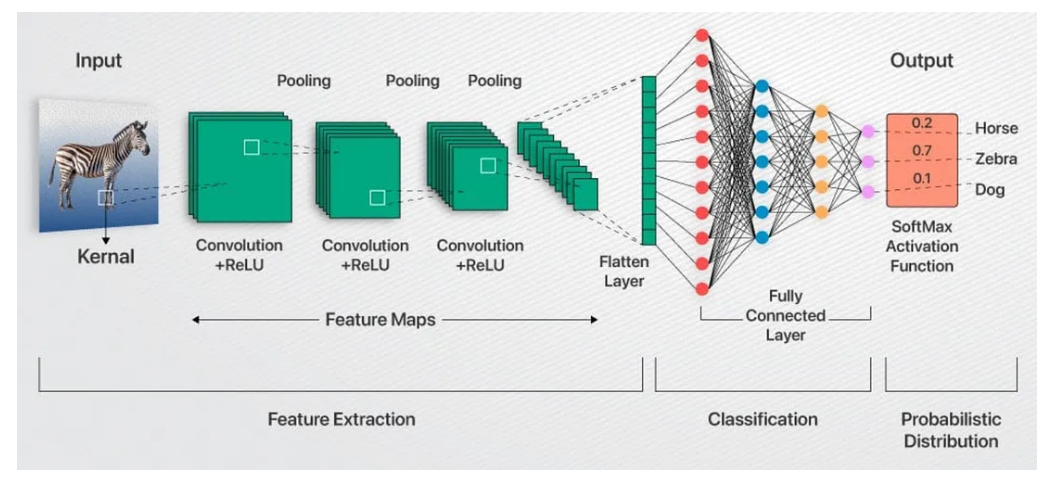 Input
Output
Pooling
Pooling
Pooling
0.2
Horse
0.7
Zebra
0.1
Dog
Kernal
Convolution
+ReLU
Convolution
+ReLU
Convolution
+ReLU
Flatten
Layer
SoftMax
Activation
Function
Feature Maps
Fully
Connected
Layer
Feature Extraction
Classification
Probabilistic
Distribution